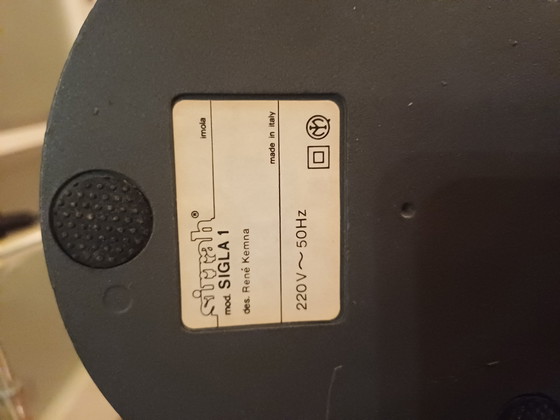 sirrah® imola
mod. SIGLA 1
des. René Kemna
made in italy
220V ~ 50Hz